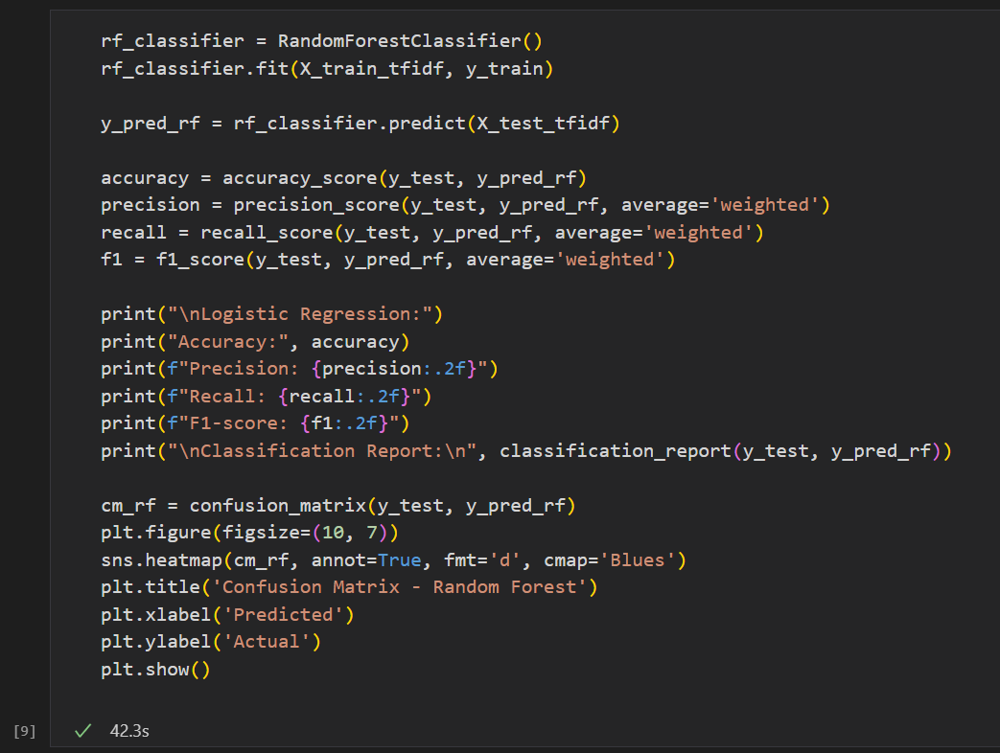 rf_classifier = RandomForestClassifier()
rf_classifier.fit(X_train_tfidf, y_train)
y_pred_rf = rf_classifier.predict(X_test_tfidf)
accuracy = accuracy_score(y_test, y_pred_rf)
precision = precision_score(y_test, y_pred_rf, average='weighted')
recall = recall_score(y_test, y_pred_rf, average='weighted')
f1 = f1_score(y_test, y_pred_rf, average='weighted')
print("\nLogistic Regression:")
print("Accuracy:", accuracy)
print(f"Precision: {precision:.2f}")
print(f"Recall: {recall:.2f}")
print(f"F1-score: {f1:.2f}")
print("\nClassification Report:\n", classification_report(y_test, y_pred_rf))
cm_rf = confusion_matrix(y_test, y_pred_rf)
plt.figure(figsize=(10, 7))
sns.heatmap(cm_rf, annot=True, fmt='d', cmap='Blues')
plt.title('Confusion Matrix - Random Forest')
plt.xlabel('Predicted')
plt.ylabel('Actual')
plt.show()
[9] ✓ 42.3s